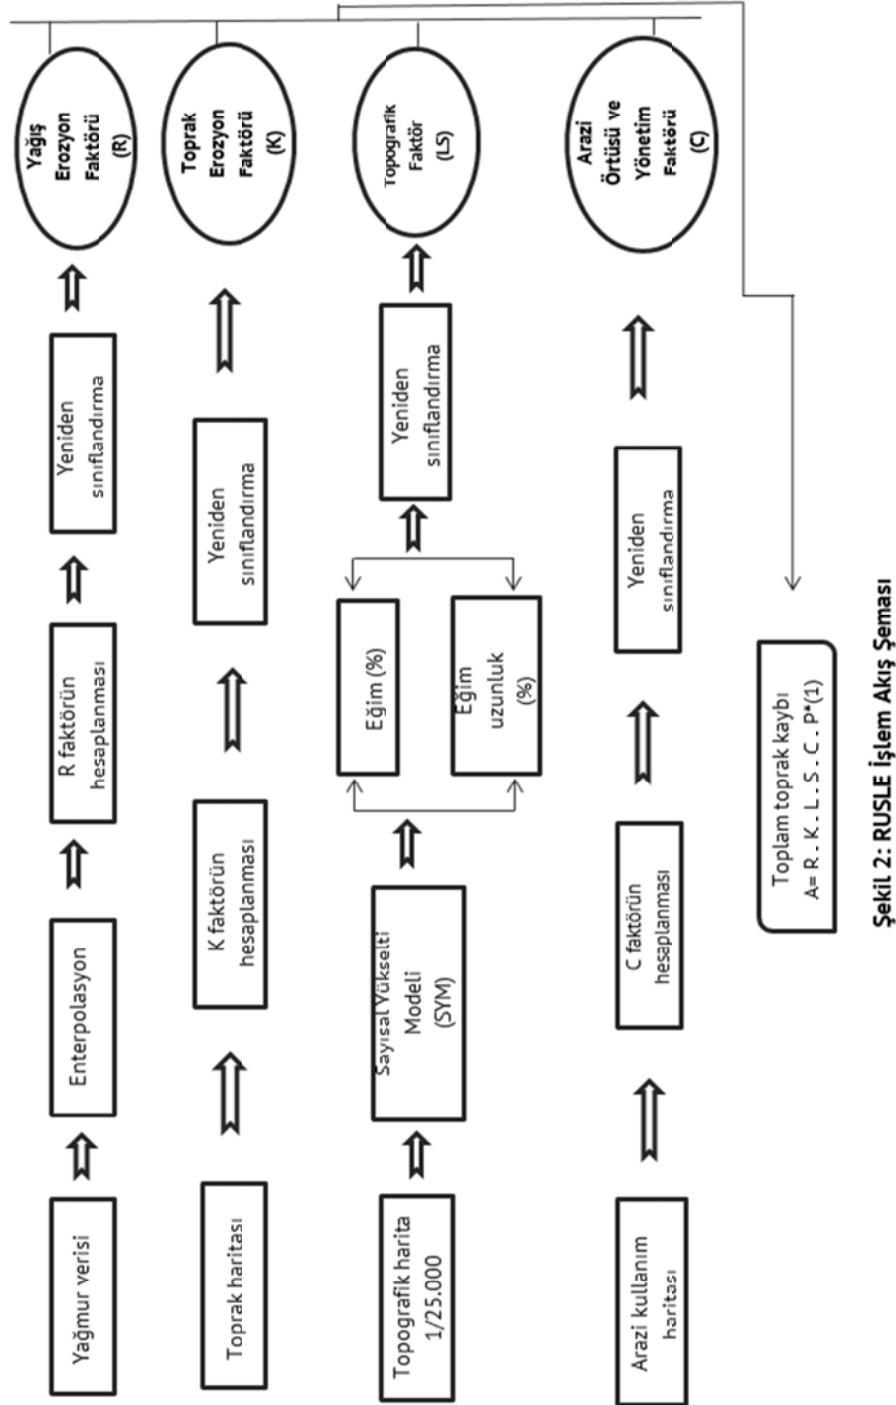 Yağmur verisi
Enterpolasyon
R faktörün
hesaplanması
Yeniden
sınıflandırma
Yağış
Erozyon
Faktörü
(R)
Toprak haritası
K faktörün
hesaplanması
Yeniden
sınıflandırma
Toprak
Erozyon
Faktörü
(K)
Topografik harita
1/25.000
Sayısal Yükselti
Modeli
(SYM)
Eğim (%)
Eğim
uzunluk
(%)
Yeniden
sınıflandırma
Topografik
Faktör
(LS)
Arazi kullanım
haritası
C faktörün
hesaplanması
Yeniden
sınıflandırma
Arazi
Örtüsü ve
Yönetim
Faktörü
(C)
Toplam toprak kaybı
A= R . K . L . S . C . P*(1)
Şekil 2: RUSLE İşlem Akış Şeması